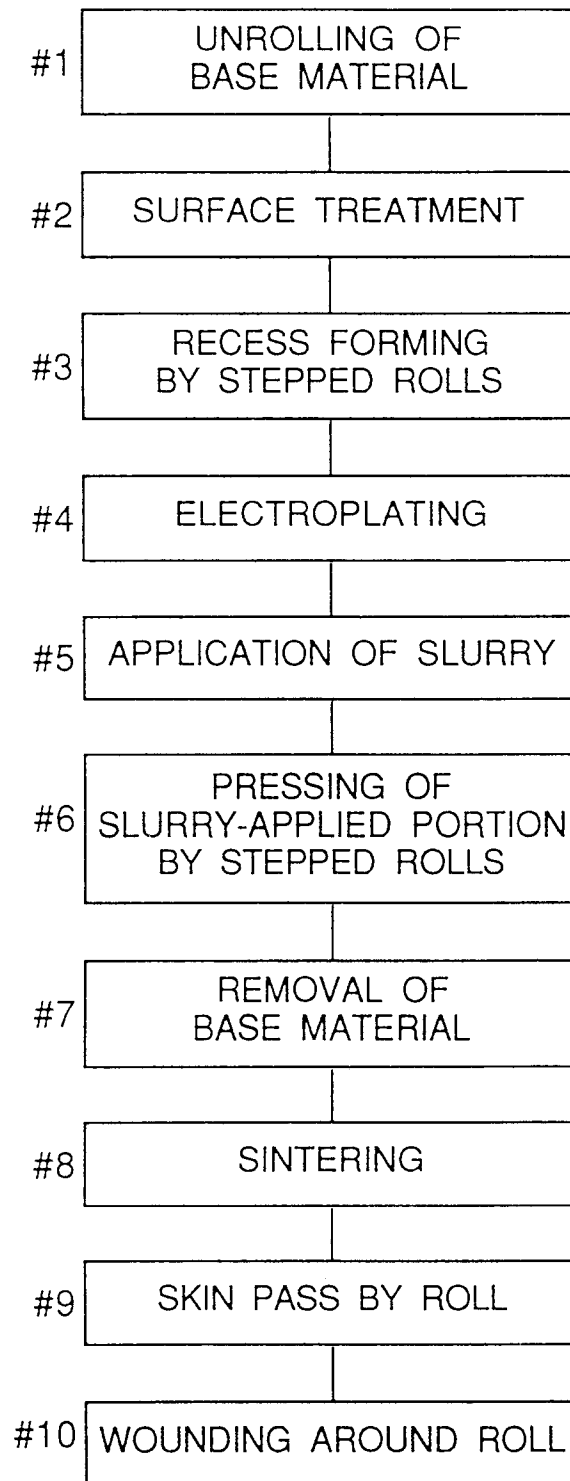 #1
UNROLLING OF
BASE MATERIAL
#2
SURFACE TREATMENT
#3
RECESS FORMING
BY STEPPED ROLLS
#4
ELECTROPLATING
#5
APPLICATION OF SLURRY
#6
PRESSING OF
SLURRY-APPLIED PORTION
BY STEPPED ROLLS
#7
REMOVAL OF
BASE MATERIAL
#8
SINTERING
#9
SKIN PASS BY ROLL
#10
WOUNDING AROUND ROLL